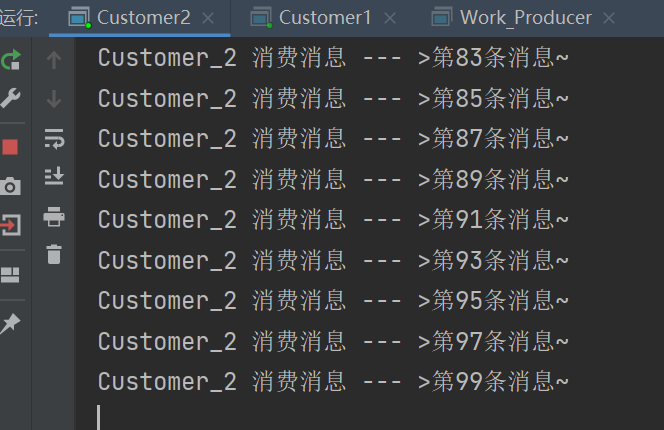 运行: Customer2 × Customer1 × Work_Producer ×
Customer_2 消费消息 --- >第83条消息~
Customer_2 消费消息 --- >第85条消息~
Customer_2 消费消息 --- >第87条消息~
Customer_2 消费消息 --- >第89条消息~
Customer_2 消费消息 --- >第91条消息~
Customer_2 消费消息 --- >第93条消息~
Customer_2 消费消息 --- >第95条消息~
Customer_2 消费消息 --- >第97条消息~
Customer_2 消费消息 --- >第99条消息~